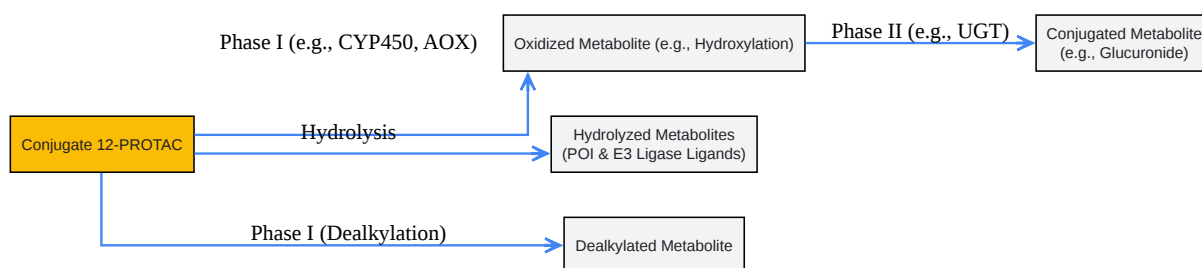 Phase I (e.g., CYP450, AOX)
Oxidized Metabolite (e.g., Hydroxylation)
Phase II (e.g., UGT)
Conjugated Metabolite
(e.g., Glucuronide)
Conjugate 12-PROTAC
Hydrolysis
Hydrolyzed Metabolites
(POI & E3 Ligase Ligands)
Phase I (Dealkylation)
Dealkylated Metabolite